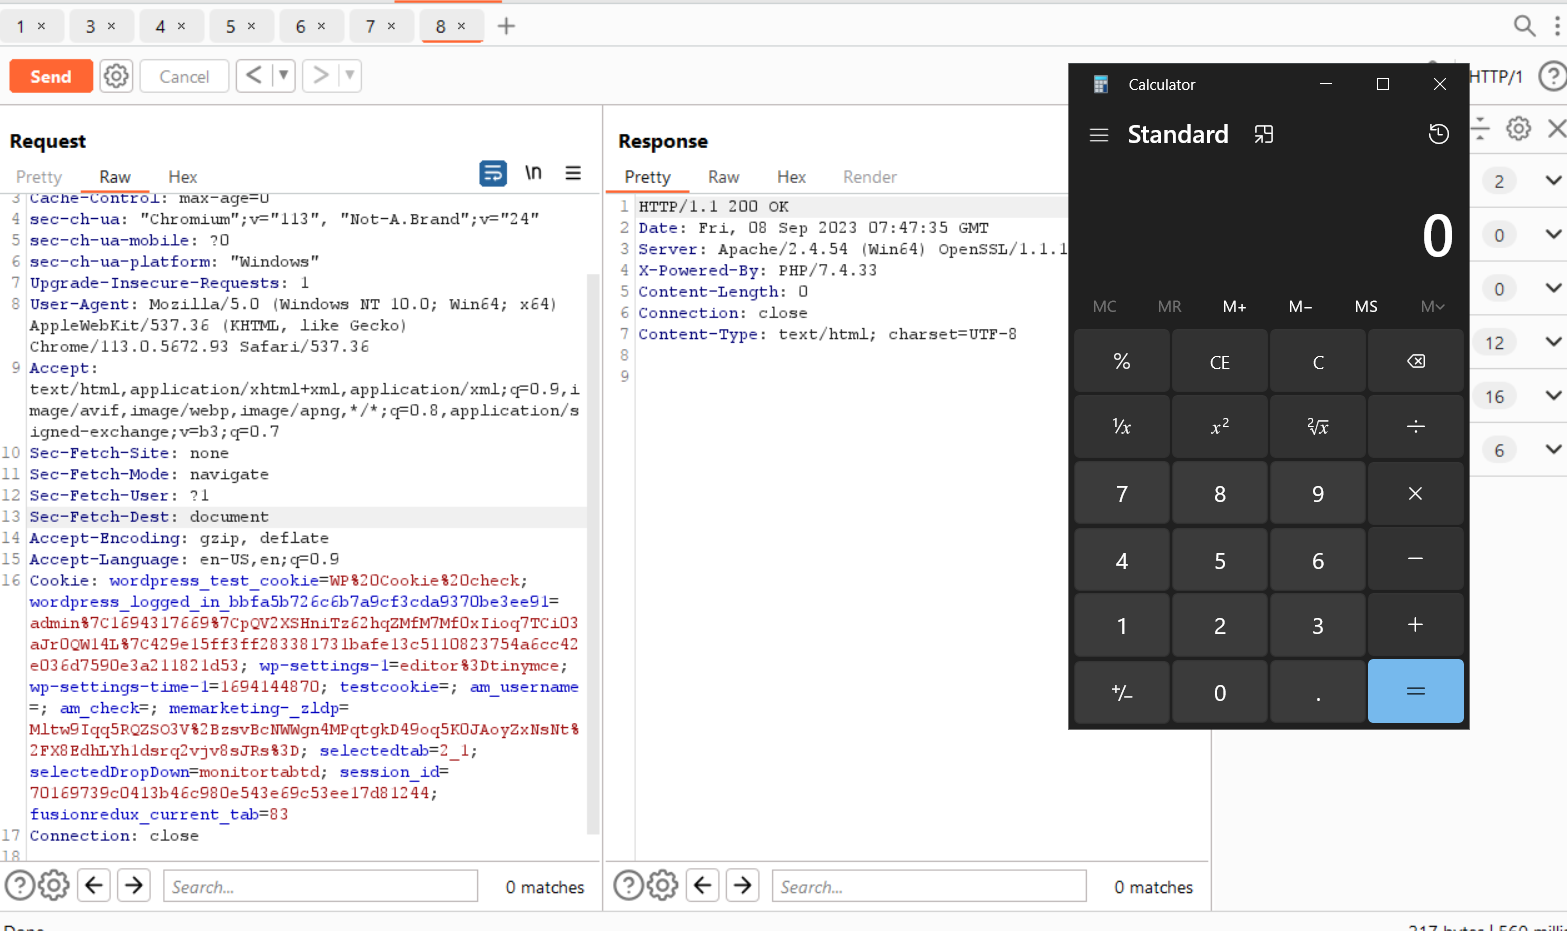 1 × 3 × 4 × 5 × 6 × 7 × 8 × +
Send Cancel < ▼ > ▼
HTTP/1 ?
Request
Pretty Raw Hex
\n
3 Cache-Control: max-age=0
4 sec-ch-ua: "Chromium";v="113", "Not-A.Brand";v="24"
5 sec-ch-ua-mobile: ?0
6 sec-ch-ua-platform: "Windows"
7 Upgrade-Insecure-Requests: 1
8 User-Agent: Mozilla/5.0 (Windows NT 10.0; Win64; x64)
AppleWebKit/537.36 (KHTML, like Gecko)
Chrome/113.0.5672.93 Safari/537.36
9 Accept:
text/html,application/xhtml+xml,application/xml;q=0.9,i
mage/avif,image/webp,image/apng,*/*;q=0.8,application/s
igned-exchange;v=b3;q=0.7
10 Sec-Fetch-Site: none
11 Sec-Fetch-Mode: navigate
12 Sec-Fetch-User: ?1
13 Sec-Fetch-Dest: document
14 Accept-Encoding: gzip, deflate
15 Accept-Language: en-US,en;q=0.9
16 Cookie: wordpress_test_cookie=WP%20Cookie%20check;
wordpress_logged_in_bbfa5b726c6b7a9cf3cda9370be3ee91=
admin%7C1694317669%7CpQV2XSHniTz62hqZMfM7Mf0xIioq7TCi03
aJr0QW14L%7C429e15ff3ff283381731bafe13c5110823754a6cc42
e036d7590e3a211821d53; wp-settings-1=editor%3Dtinymce;
wp-settings-time-1=1694144870; testcookie=; am_username
=; am_check=; memarketing-_zldp=
Mltw9Iqq5RQZSO3V%2BzsvBcNWWgn4MPqtgkD49oq5K0JAoyZxNsNt%
2FX8EdhLYh1dsrq2vjv8sJRs%3D; selectedtab=2_1;
selectedDropDown=monitortabtd; session_id=
70169739c0413b46c980e543e69c53ee17d81244;
fusionredux_current_tab=83
17 Connection: close
18
Search...
0 matches
Response
Pretty Raw Hex Render
1 HTTP/1.1 200 OK
2 Date: Fri, 08 Sep 2023 07:47:35 GMT
3 Server: Apache/2.4.54 (Win64) OpenSSL/1.1.1
4 X-Powered-By: PHP/7.4.33
5 Content-Length: 0
6 Connection: close
7 Content-Type: text/html; charset=UTF-8
8
9
Search...
0 matches
Calculator
Standard
0
MC MR M+ M− MS M
% CE C
¹/x x² ²√x ÷
7 8 9 ×
4 5 6 −
1 2 3 +
+/− 0 . =
2
0
0
12
16
6
Done